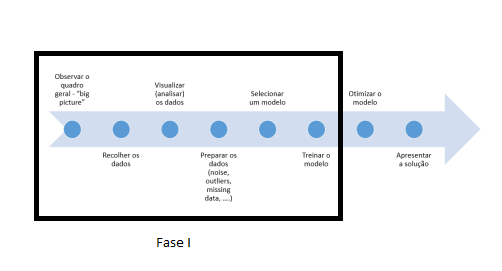 Observar o
quadro
geral - "big
picture"
Recolher os
dados
Visualizar
(analisar)
os dados
Preparar os
dados
(noise,
outliers,
missing
data, ....)
Selecionar
um modelo
Treinar o
modelo
Otimizar o
modelo
Apresentar
a solução
Fase I